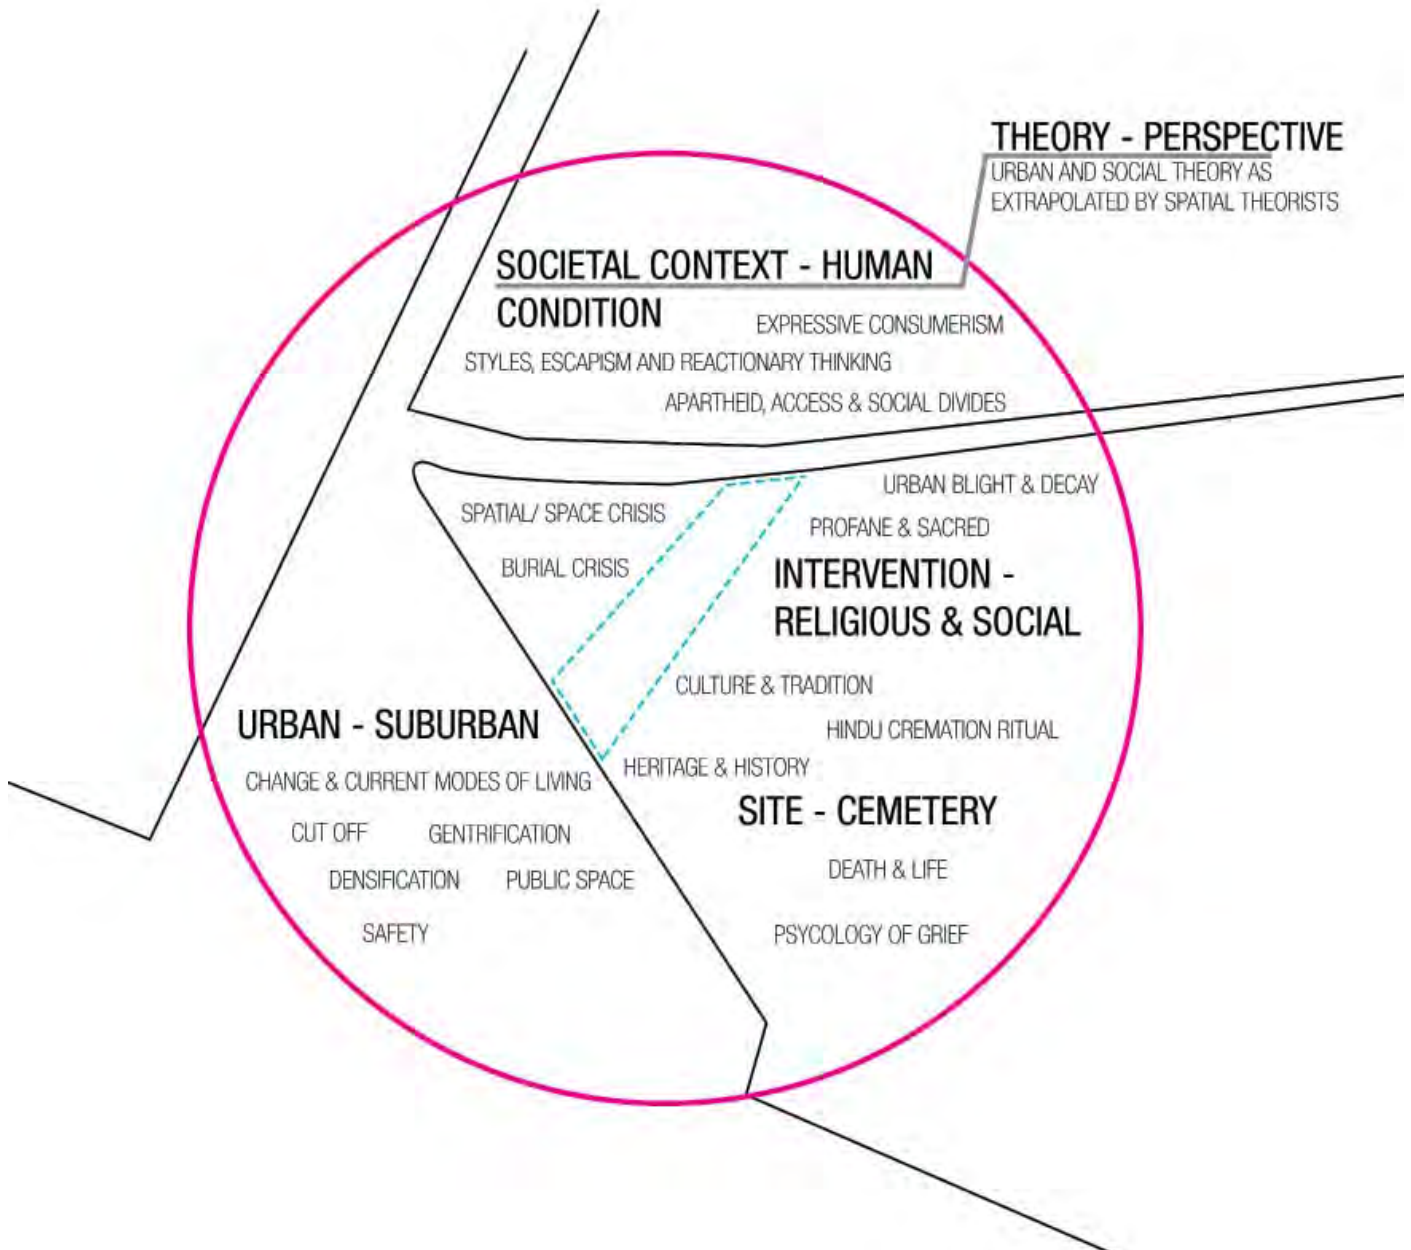 THEORY - PERSPECTIVE
URBAN AND SOCIAL THEORY AS
EXTRAPOLATED BY SPATIAL THEORISTS
SOCIETAL CONTEXT - HUMAN
CONDITION
EXPRESSIVE CONSUMERISM
STYLES, ESCAPISM AND REACTIONARY THINKING
APARTHEID, ACCESS & SOCIAL DIVIDES
URBAN BLIGHT & DECAY
SPATIAL/ SPACE CRISIS
PROFANE & SACRED
BURIAL CRISIS
INTERVENTION -
RELIGIOUS & SOCIAL
CULTURE & TRADITION
HINDU CREMATION RITUAL
HERITAGE & HISTORY
URBAN - SUBURBAN
CHANGE & CURRENT MODES OF LIVING
CUT OFF
GENTRIFICATION
DENSIFICATION
PUBLIC SPACE
SAFETY
SITE - CEMETERY
DEATH & LIFE
PSYCOLOGY OF GRIEF